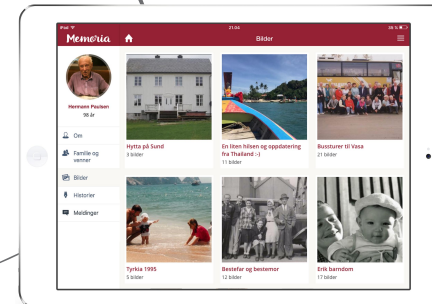 iPad
21:04
26 %
Memoria
Bilder
Hermann Paulsen
98 år
Om
Familie og
venner
Bilder
Historier
Meldinger
Hytta på Sund
3 bilder
En liten hilsen og oppdatering
fra Thailand :-)
11 bilder
Bussturer til Vasa
21 bilder
Tyrkia 1995
5 bilder
Bestefar og bestemor
12 bilder
Erik barndom
17 bilder